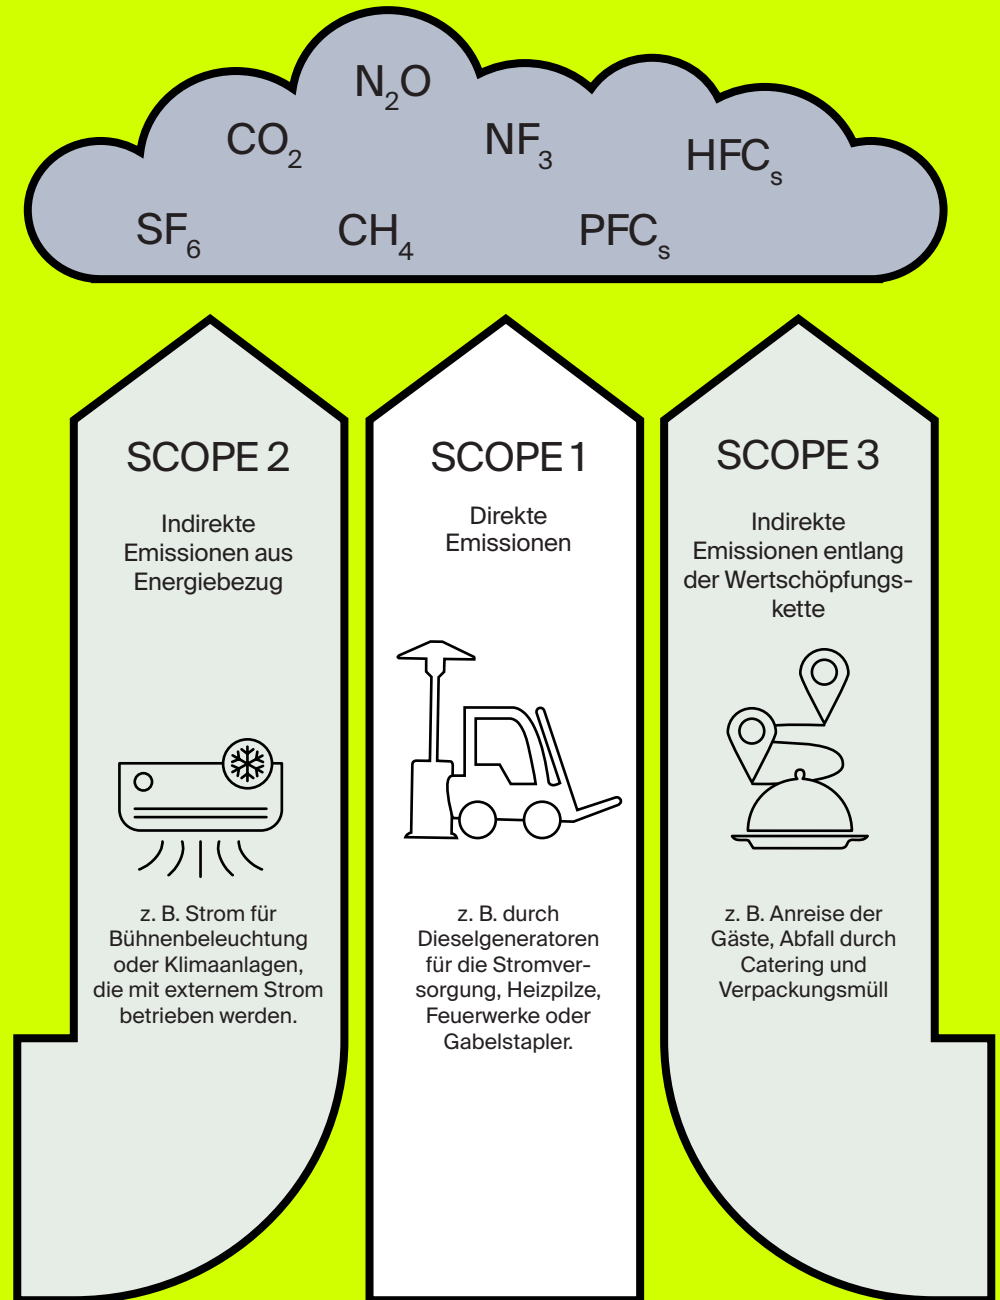 N₂O
CO₂
NF₃
HFCₛ
SF₆
CH₄
PFCₛ
SCOPE 2
Indirekte
Emissionen aus
Energiebezug
z. B. Strom für
Bühnenbeleuchtung
oder Klimaanlagen,
die mit externem Strom
betrieben werden.
SCOPE 1
Direkte
Emissionen
z. B. durch
Dieselgeneratoren
für die Stromver-
sorgung, Heizpilze,
Feuerwerke oder
Gabelstapler.
SCOPE 3
Indirekte
Emissionen entlang
der Wertschöpfungs-
kette
z. B. Anreise der
Gäste, Abfall durch
Catering und
Verpackungsmüll